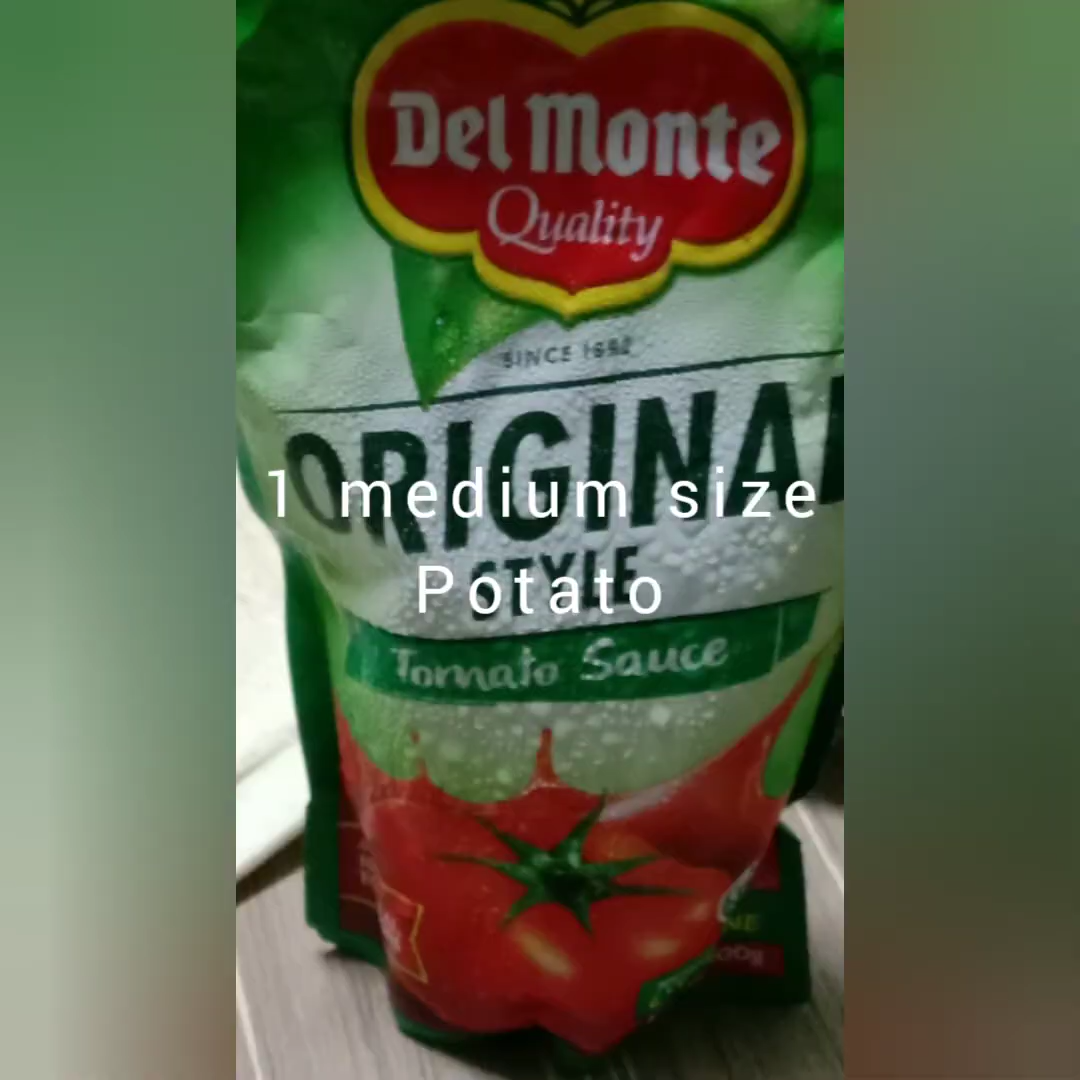 Del Monte
Quality
SINCE 1892
ORIGINAL
1 medium size
STYLE
Potato
Tomato Sauce